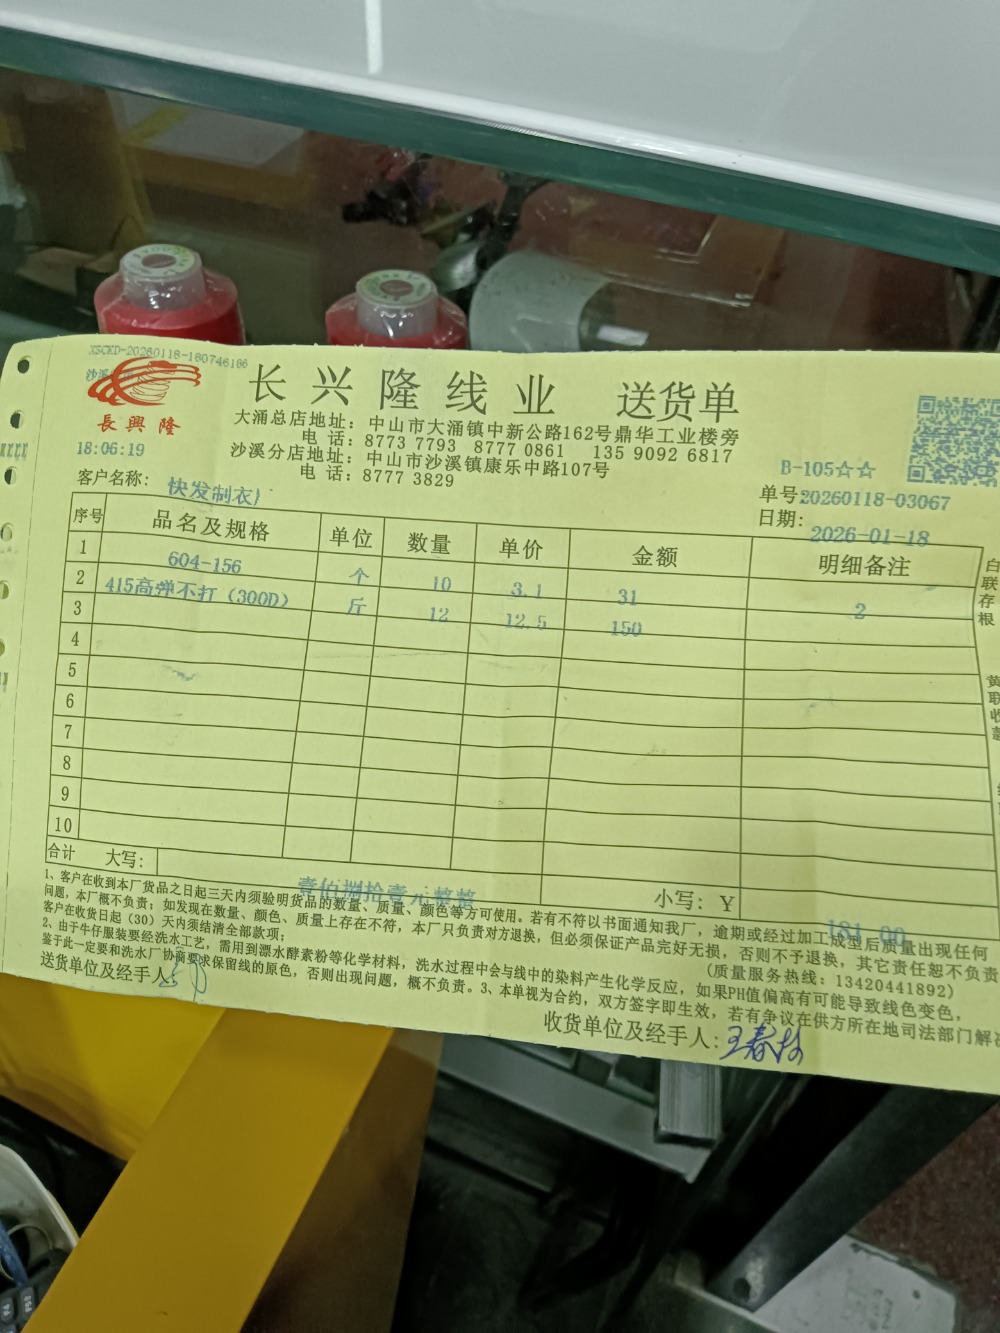 XSCKD-20260118-180746186
長興隆
长兴隆线业 送货单
大涌总店地址：中山市大涌镇中新公路162号鼎华工业楼旁
电话：8773 7793 8777 0861 135 9092 6817
沙溪分店地址：中山市沙溪镇康乐中路107号
电话：8777 3829
18:06:19
B-105☆☆
客户名称：快发制衣厂
单号：20260118-03067
日期：2026-01-18
序号 品名及规格 单位 数量 单价 金额 明细备注
1 604-156 个 10 3.1 31 2
2 415高弹不打（300D） 斤 12 12.5 150
3
4
5
6
7
8
9
10
合计 大写：壹佰捌拾壹元整整 小写：￥ 181.00
1、客户在收到本厂货品之日起三天内须验明货品的数量、质量、颜色等方可使用。若有不符以书面通知我厂，逾期或经过加工成型后质量出现任何
问题，本厂概不负责；如发现在数量、颜色、质量上存在不符，本厂只负责对方退换，但必须保证产品完好无损，否则不予退换，其它责任恕不负责
客户在收货日起（30）天内须结清全部款项；
（质量服务热线：13420441892）
2、由于牛仔服装要经洗水工艺，需用到漂水酵素粉等化学材料，洗水过程中会与线中的染料产生化学反应，如果PH值偏高有可能导致线色变色，
鉴于此一定要和洗水厂协商要求保留线的原色，否则出现问题，概不负责。3、本单视为合约，双方签字即生效，若有争议在供方所在地司法部门解决
送货单位及经手人：
收货单位及经手人：王春枝
白联存根
黄联收